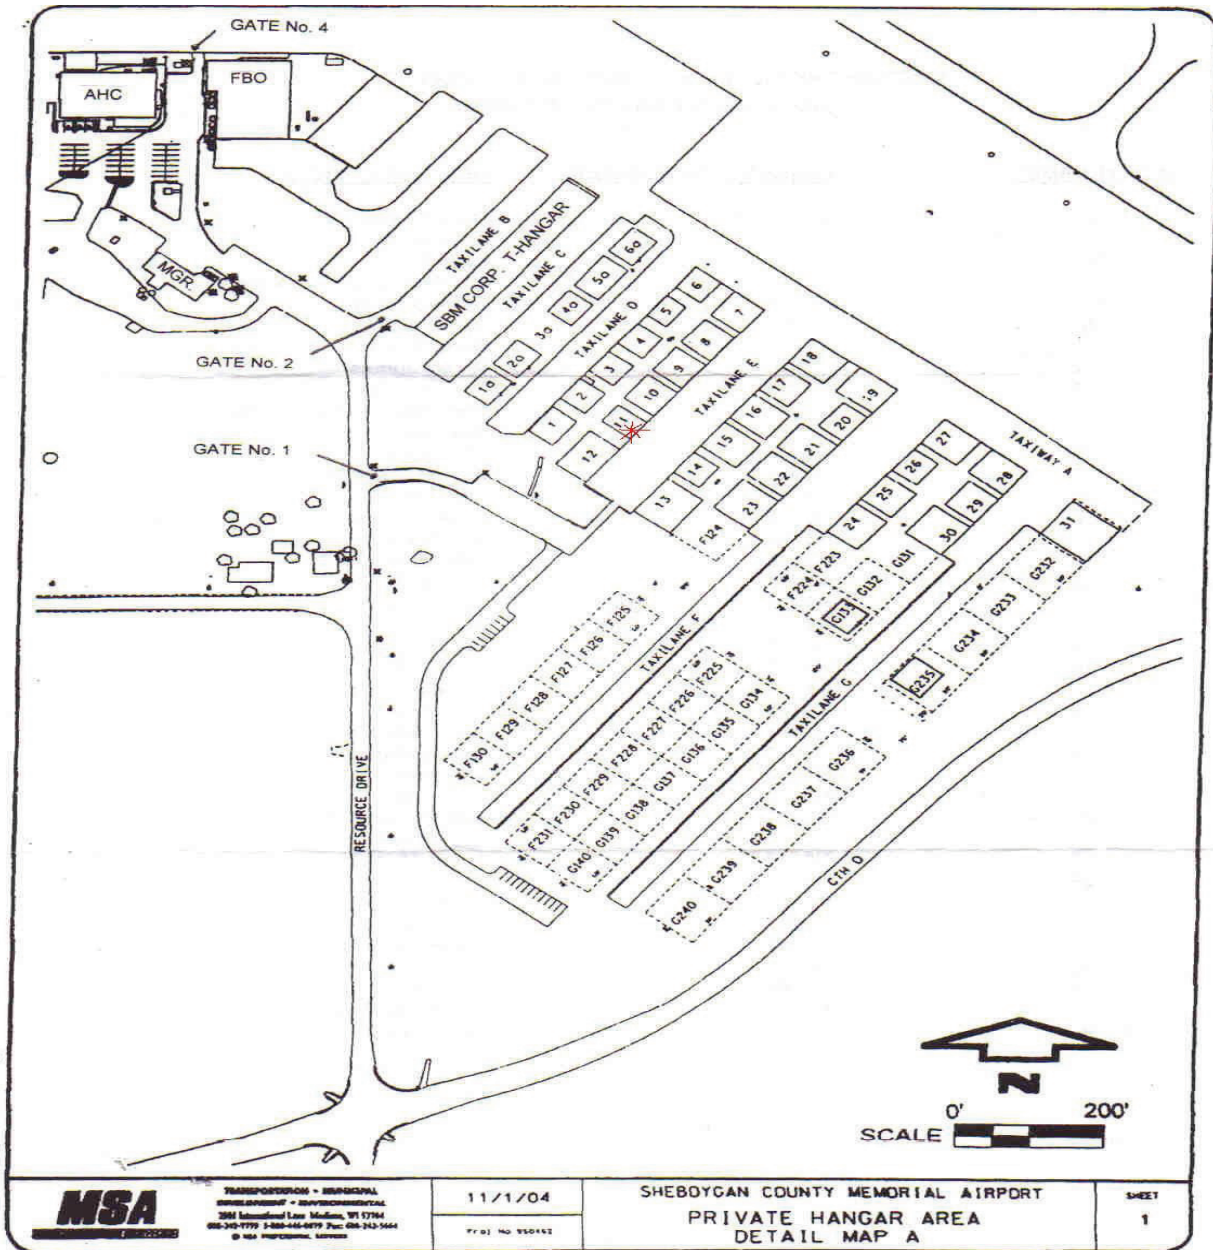 GATE No. 4
AHC
FBO
MGR.
TAXILANE B
SBM CORP. T-HANGAR
TAXILANE C
1a
2a
3a
4a
5a
6a
TAXILANE D
GATE No. 2
GATE No. 1
1
2
3
4
5
6
7
8
9
10
11
12
TAXILANE E
13
14
15
16
17
18
19
20
21
22
23
F124
TAXIWAY A
24
25
26
27
28
29
30
31
F223
F224
G131
G132
G133
G232
G233
G234
G235
F125
F126
F127
F128
F129
F130
TAXILANE F
F225
F226
F227
F228
F229
F230
F231
G134
G135
G136
G137
G138
G139
G140
TAXILANE G
G236
G237
G238
G239
G240
RESOURCE DRIVE
CTH O
N
0' 200'
SCALE
MSA
TRANSPORTATION • MUNICIPAL
DEVELOPMENT • ENVIRONMENTAL
11/1/04
SHEBOYGAN COUNTY MEMORIAL AIRPORT
PRIVATE HANGAR AREA
DETAIL MAP A
SHEET
1